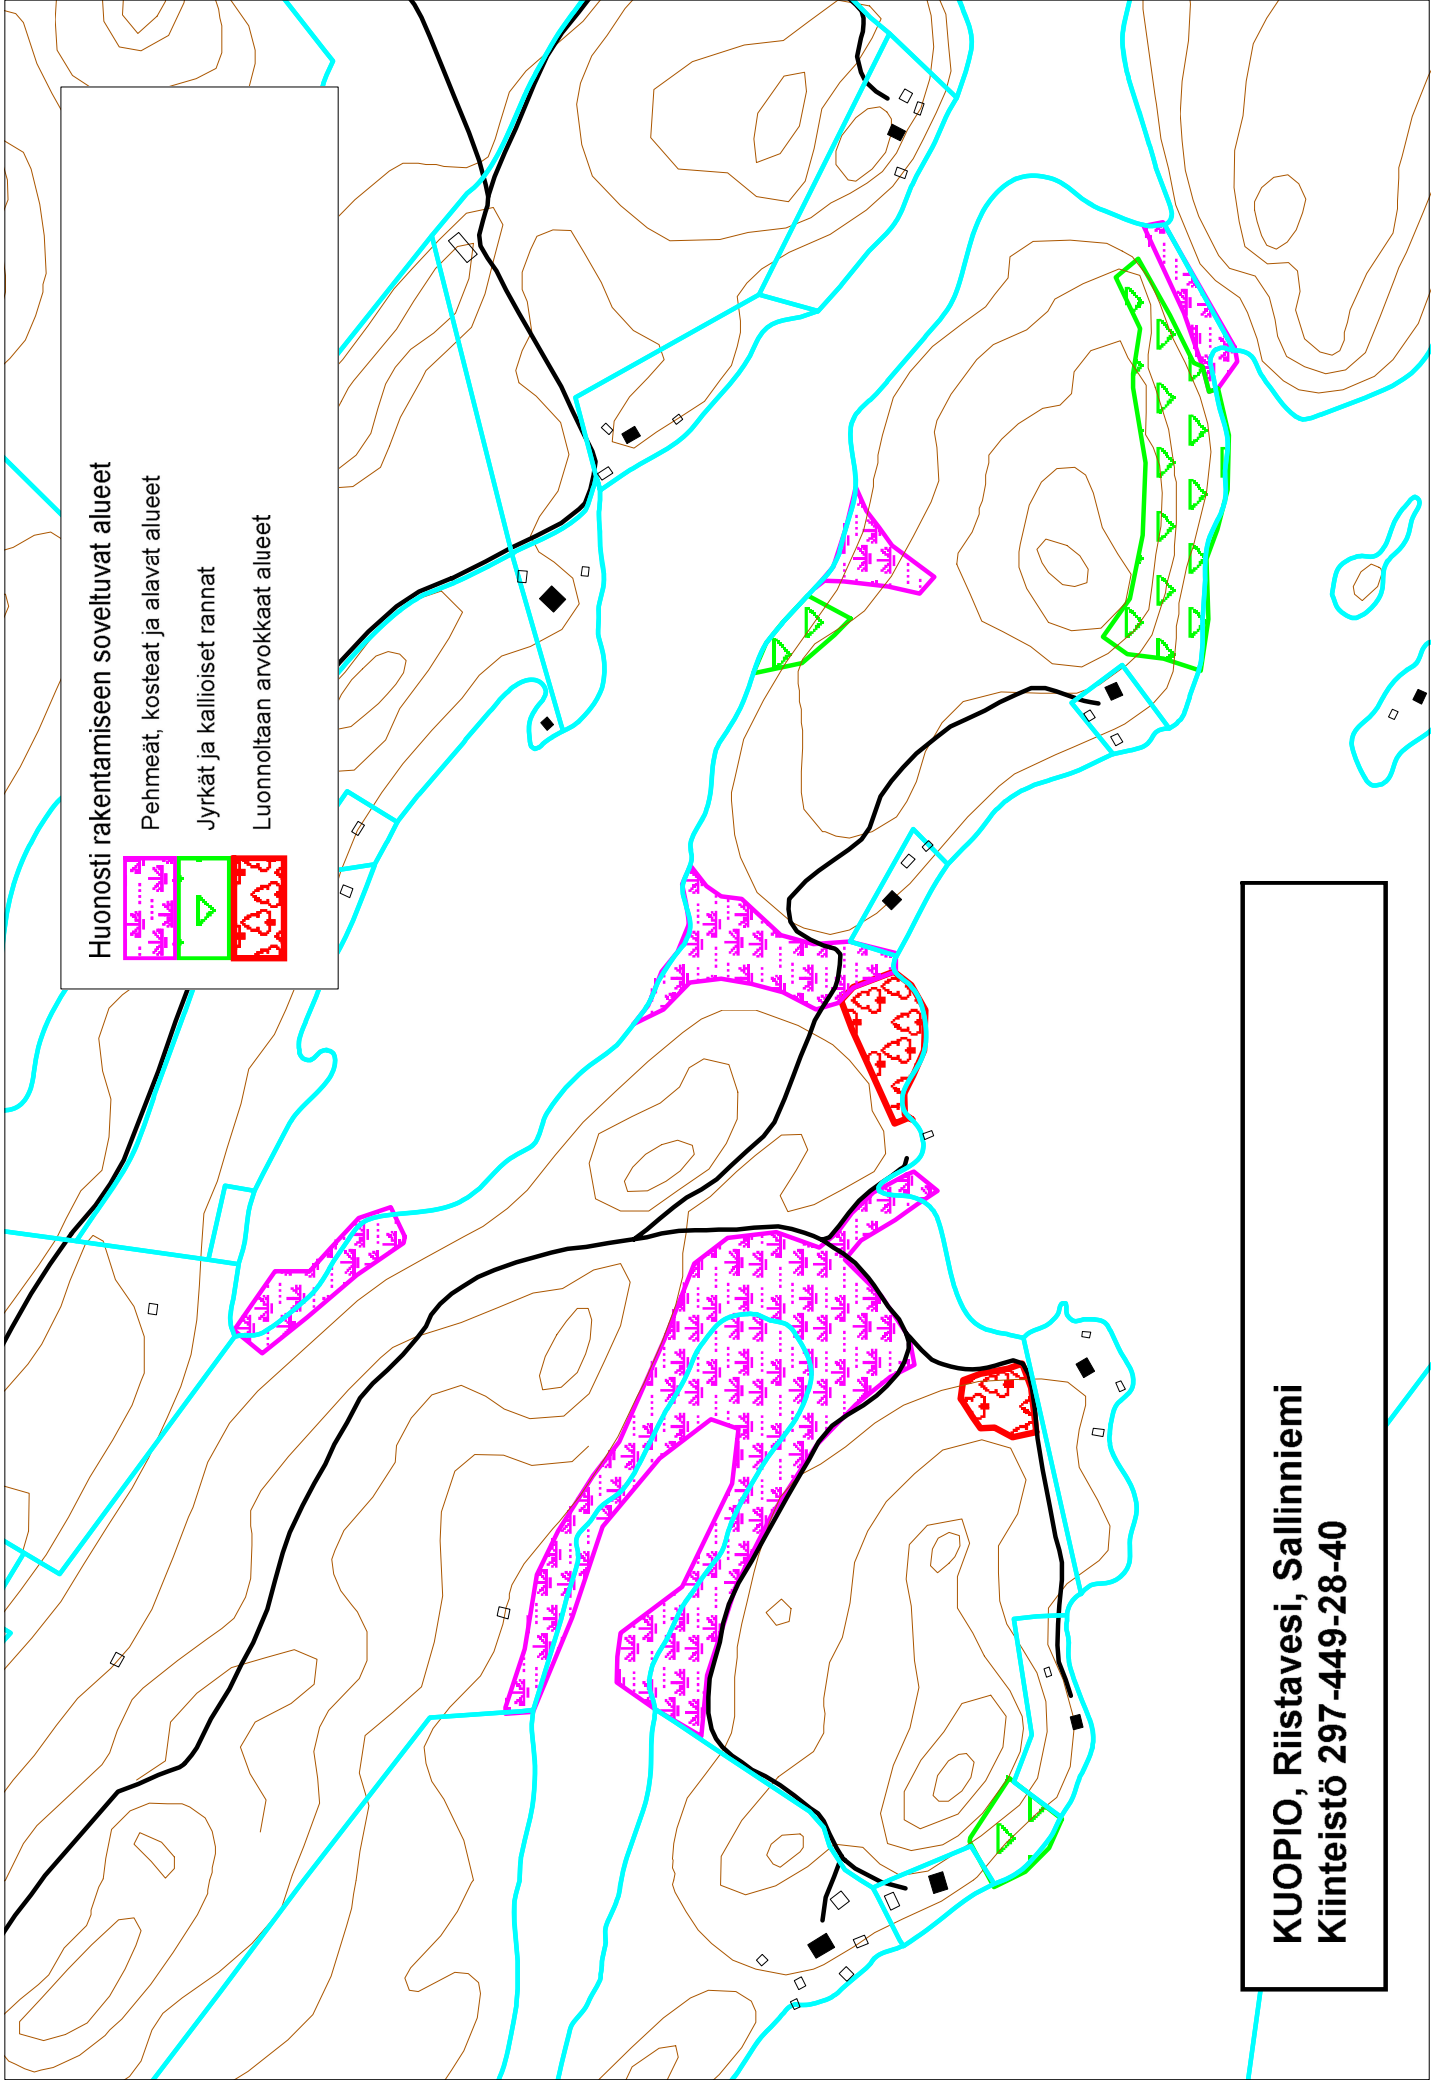 Huonosti rakentamiseen soveltuvat alueet
Pehmeät, kosteat ja alavat alueet
Jyrkät ja kallioiset rannat
Luonnoltaan arvokkaat alueet
KUOPIO, Riistavesi, Sallinniemi
Kiinteistö 297-449-28-40